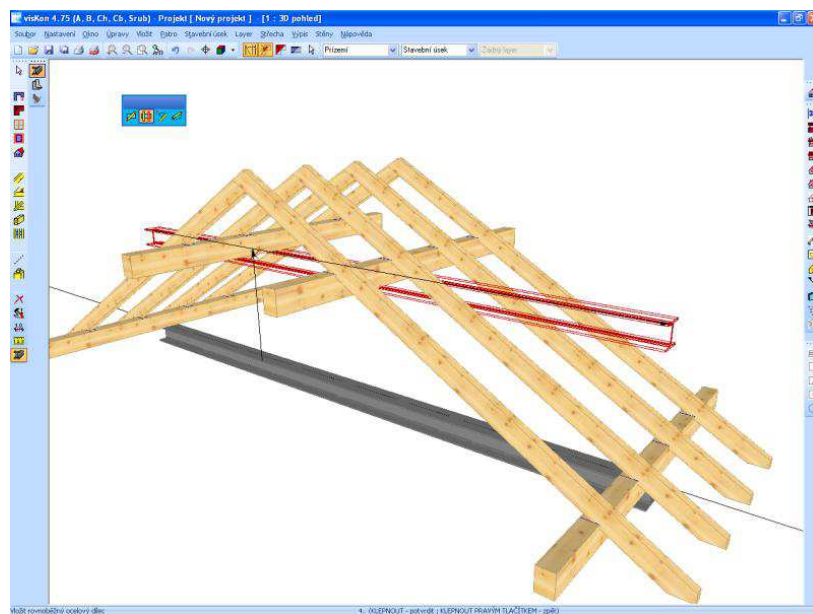 visKon 4.75 (A, B, Ch, Cb, Srub) - Projekt [ Nový projekt ] - [1 : 3D pohled]
Soubor Nastavení Okno Úpravy Vložit Patro Stavební úsek Layer Střecha Výpis Stěny Nápověda
Přízemí Stavební úsek Žádný layer
Vložit rovnoběžný ocelový dílec 4. (KLEPNOUT - potvrdit ; KLEPNOUT PRAVÝM TLAČÍTKEM - zpět)